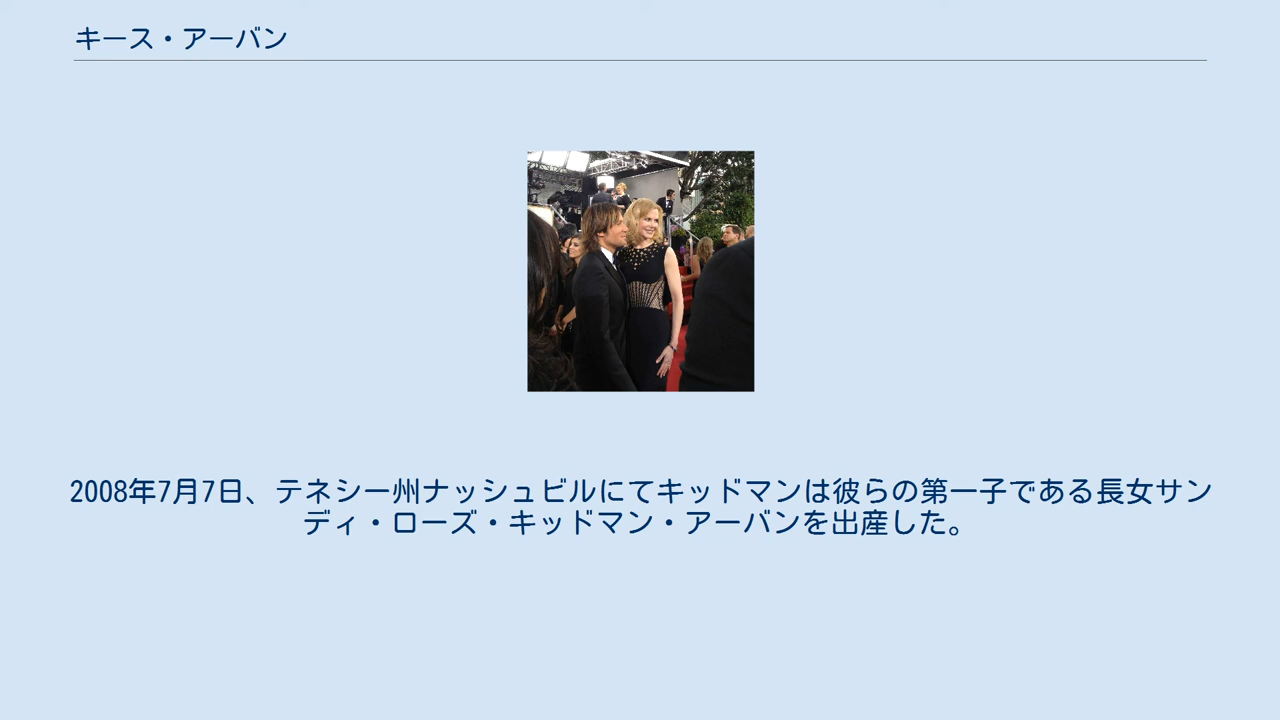 キース・アーバン
2008年7月7日、テネシー州ナッシュビルにてキッドマンは彼らの第一子である長女サン
ディ・ローズ・キッドマン・アーバンを出産した。